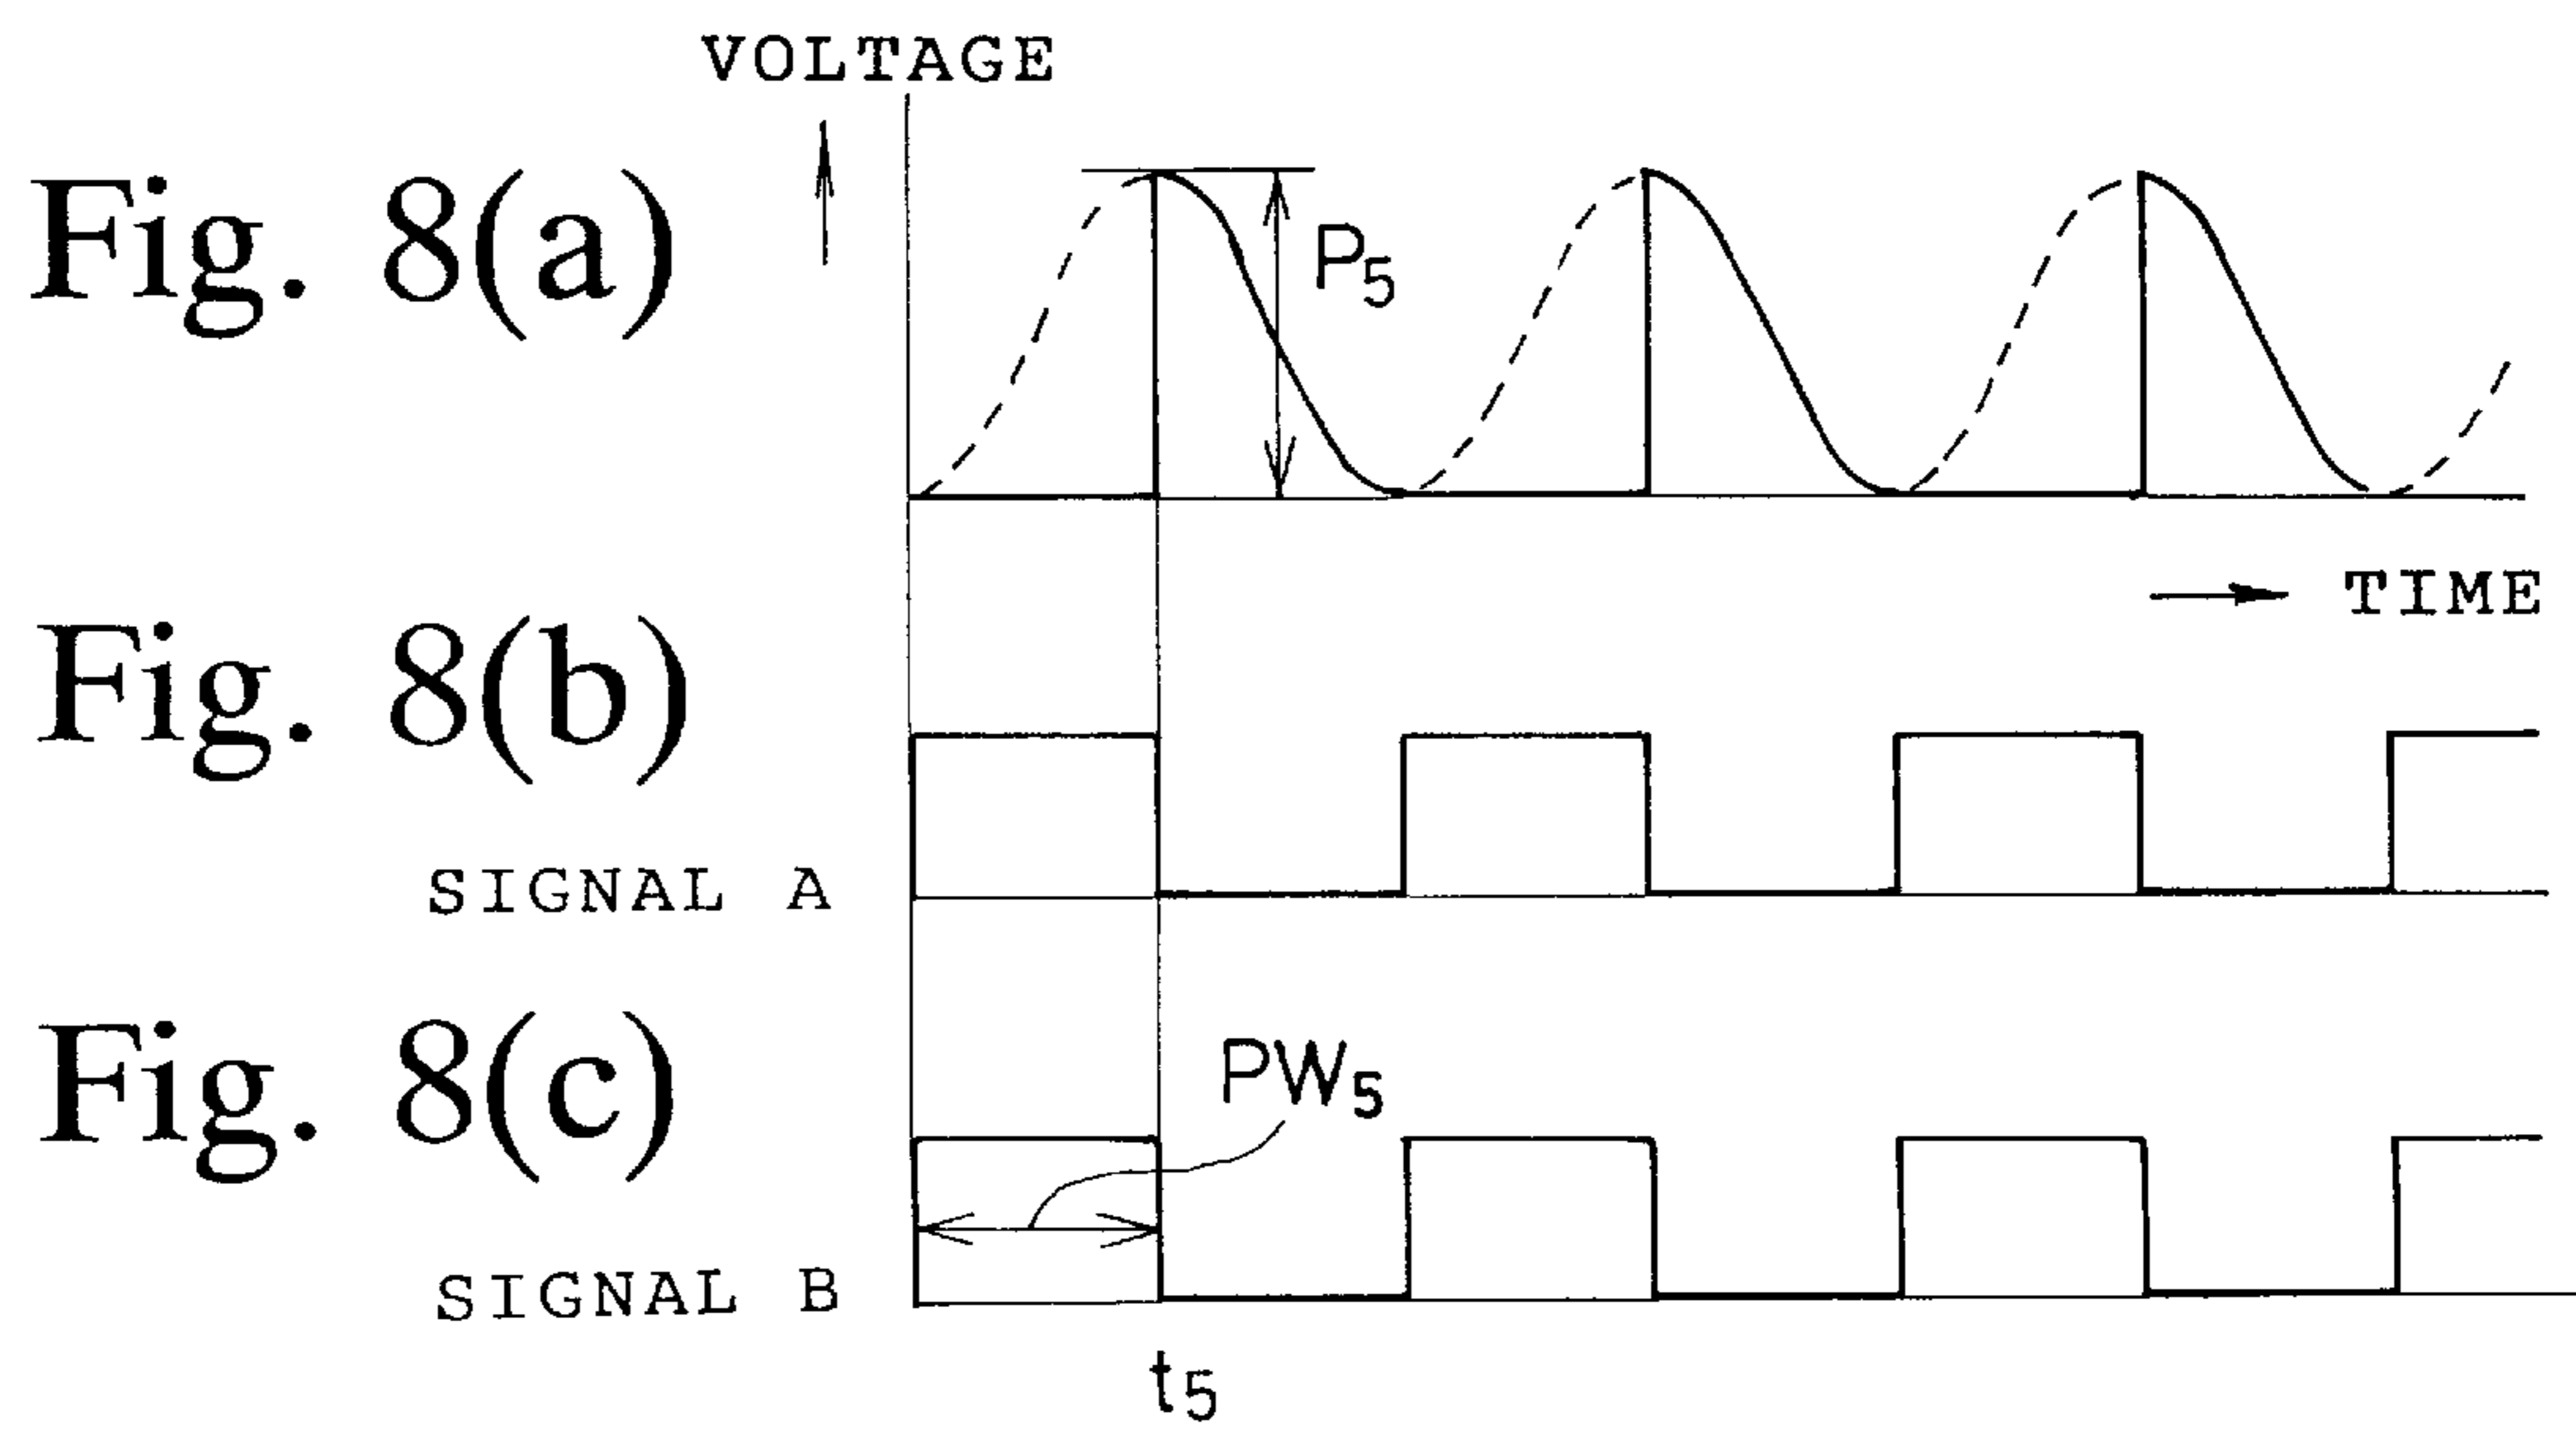 VOLTAGE
Fig. 8(a)
P5
TIME
Fig. 8(b)
SIGNAL A
Fig. 8(c)
PW5
SIGNAL B
t5